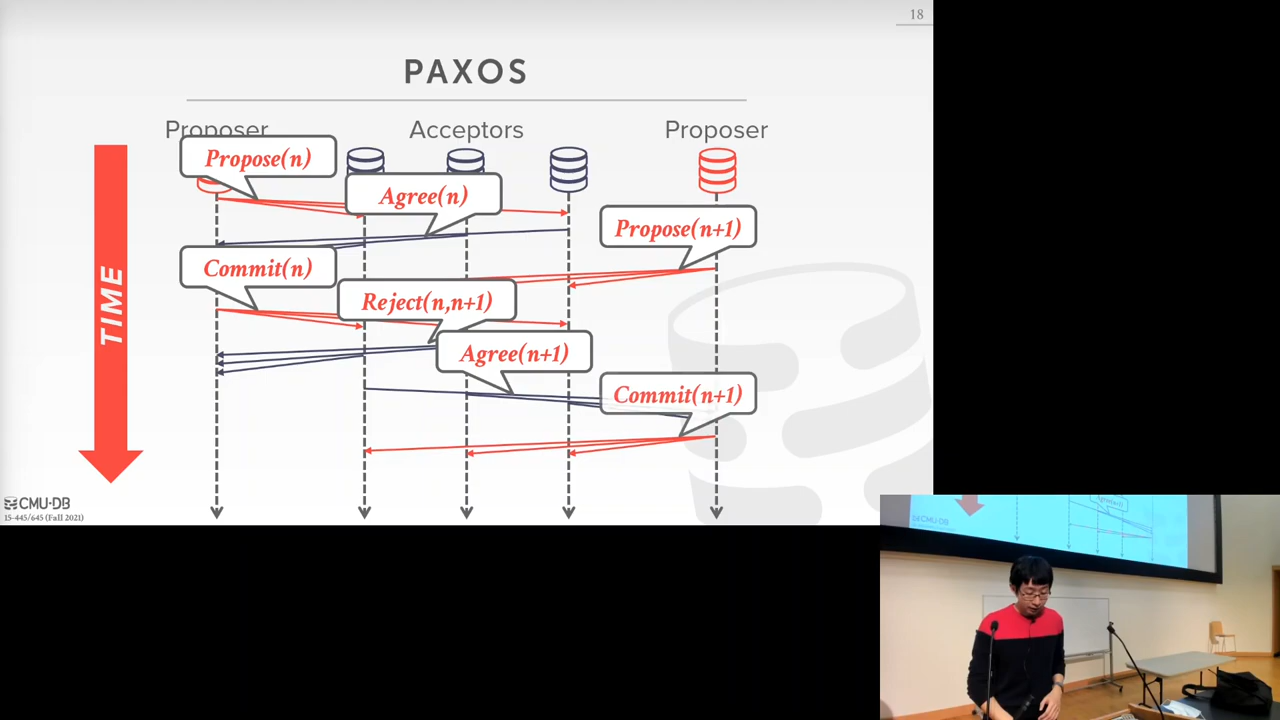 18
PAXOS
Proposer
Acceptors
Proposer
Propose(n)
Agree(n)
Propose(n+1)
Commit(n)
Reject(n,n+1)
Agree(n+1)
Commit(n+1)
TIME
CMU·DB
15-445/645 (Fall 2021)